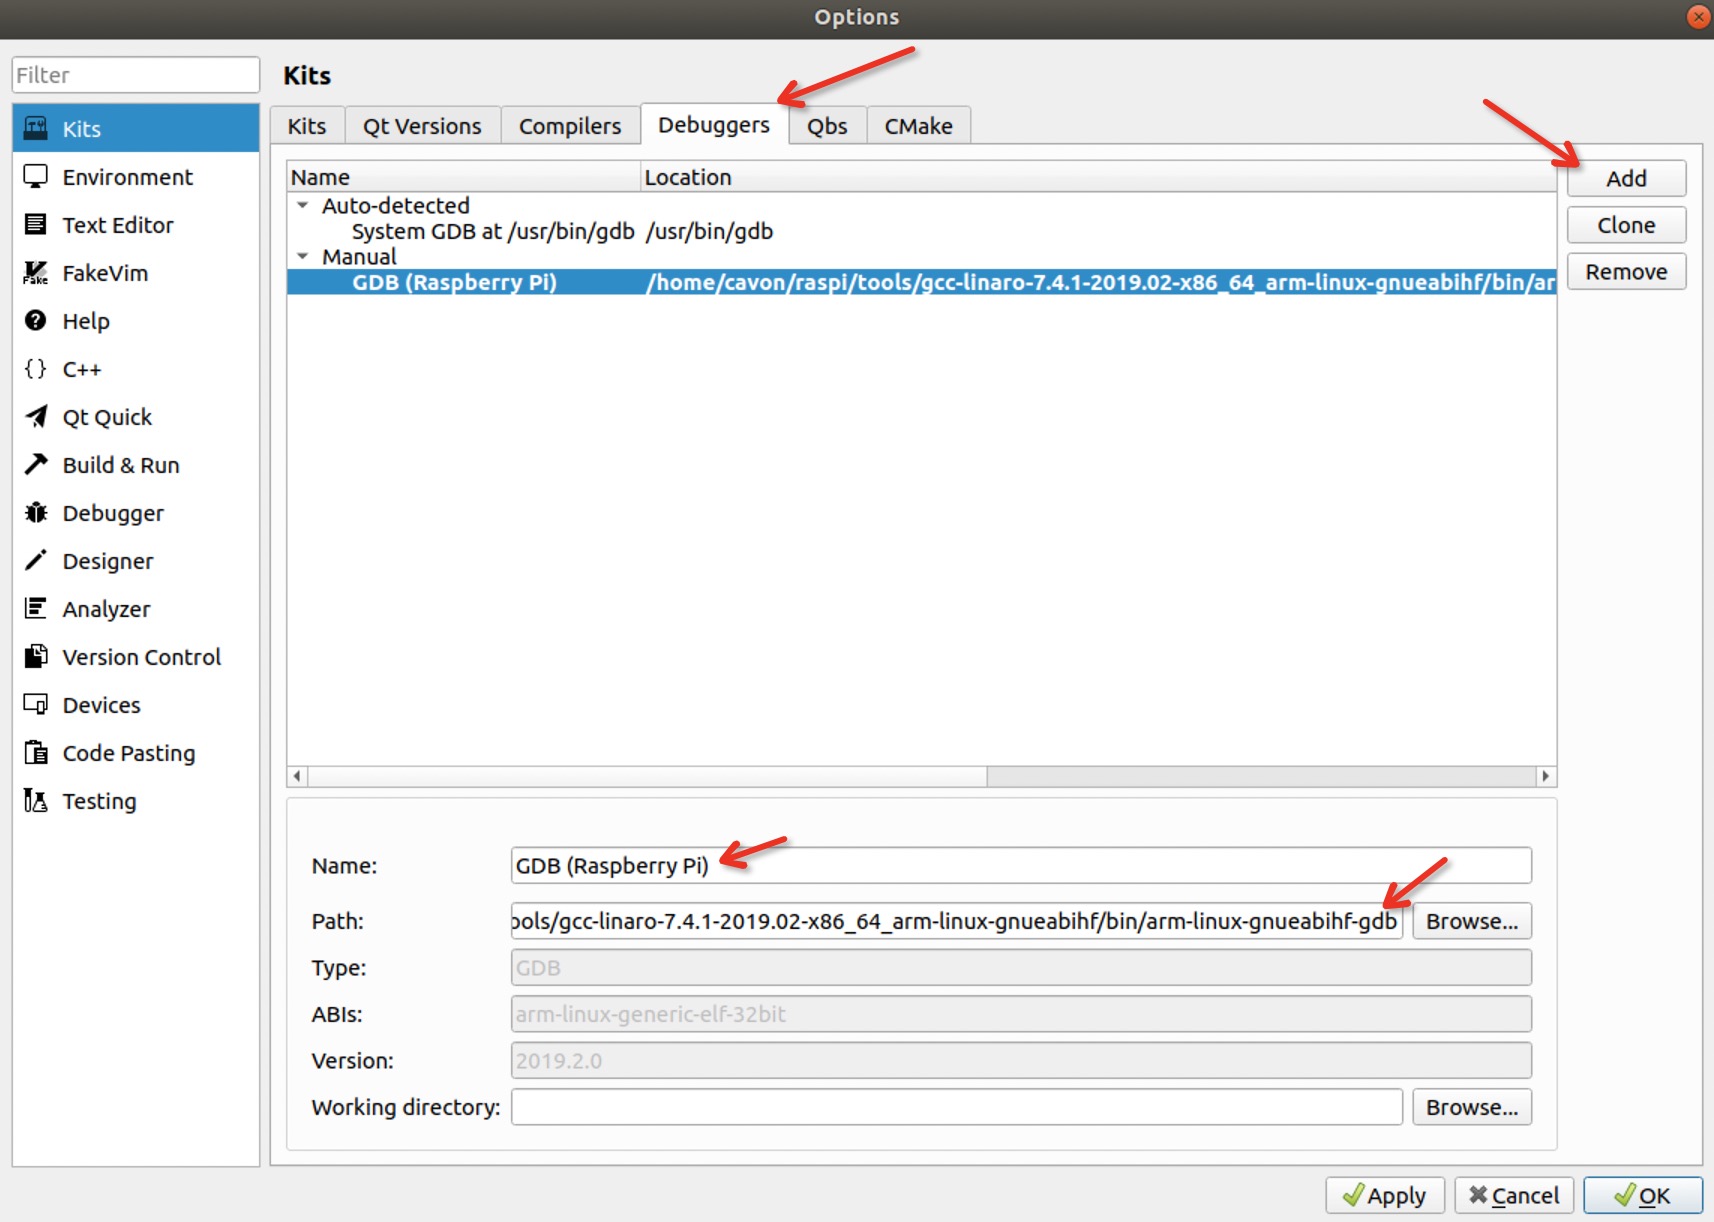 Options
Filter
Kits
Environment
Text Editor
FakeVim
Help
C++
Qt Quick
Build & Run
Debugger
Designer
Analyzer
Version Control
Devices
Code Pasting
Testing
Kits
Kits Qt Versions Compilers Debuggers Qbs CMake
Name Location
Auto-detected
System GDB at /usr/bin/gdb /usr/bin/gdb
Manual
GDB (Raspberry Pi) /home/cavon/raspi/tools/gcc-linaro-7.4.1-2019.02-x86_64_arm-linux-gnueabihf/bin/ar
Add
Clone
Remove
Name: GDB (Raspberry Pi)
Path: ools/gcc-linaro-7.4.1-2019.02-x86_64_arm-linux-gnueabihf/bin/arm-linux-gnueabihf-gdb Browse...
Type: GDB
ABIs: arm-linux-generic-elf-32bit
Version: 2019.2.0
Working directory: Browse...
Apply Cancel OK